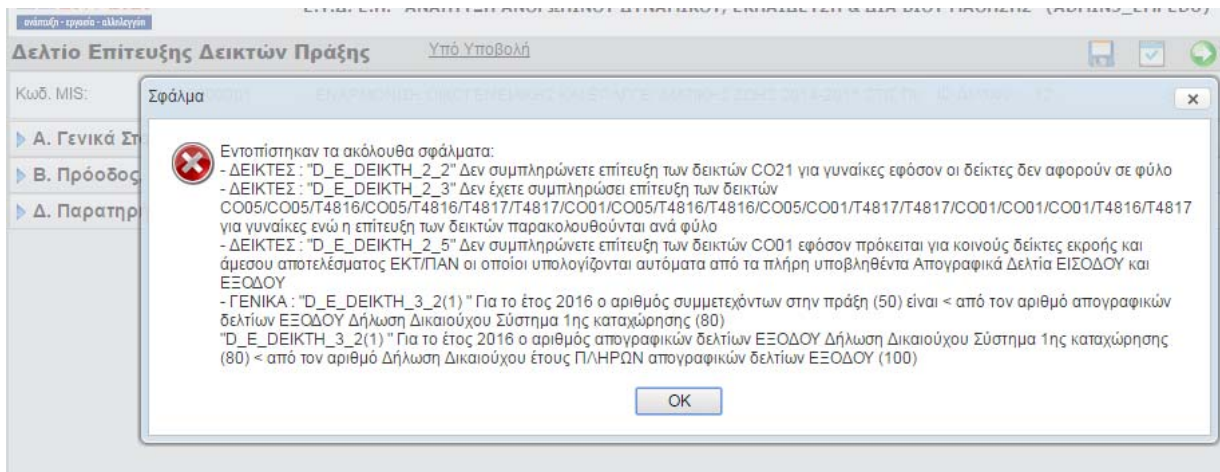 ανάπτυξη - εργασία - αλληλεγγύη
Ε.Υ.Δ. Ε.Π. "ΑΝΑΠΤΥΞΗ ΑΝΘΡΩΠΙΝΟΥ ΔΥΝΑΜΙΚΟΥ, ΕΚΠΑΙΔΕΥΣΗ & ΔΙΑ ΒΙΟΥ ΜΑΘΗΣΗΣ"
Δελτίο Επίτευξης Δεικτών Πράξης Υπό Υποβολή
Κωδ. MIS:
Σφάλμα
Α. Γενικά
Β. Πρόοδος
Δ.
Εντοπίστηκαν τα ακόλουθα σφάλματα:
- ΔΕΙΚΤΕΣ : "D_E_DEIKTH_2_2" Δεν συμπληρώνετε επίτευξη των δεικτών CO21 για γυναίκες εφόσον οι δείκτες δεν αφορούν σε φύλο
- ΔΕΙΚΤΕΣ : "D_E_DEIKTH_2_3" Δεν έχετε συμπληρώσει επίτευξη των δεικτών
CO05/CO05/T4816/CO05/T4816/T4817/T4817/CO01/CO05/T4816/T4816/CO05/CO01/T4817/T4817/CO01/CO01/CO01/T4816/T4817
για γυναίκες ενώ η επίτευξη των δεικτών παρακολουθούνται ανά φύλο
- ΔΕΙΚΤΕΣ : "D_E_DEIKTH_2_5" Δεν συμπληρώνετε επίτευξη των δεικτών CO01 εφόσον πρόκειται για κοινούς δείκτες εκροής και
άμεσου αποτελέσματος ΕΚΤ/ΠΑΝ οι οποίοι υπολογίζονται αυτόματα από τα πλήρη υποβληθέντα Απογραφικά Δελτία ΕΙΣΟΔΟΥ και
ΕΞΟΔΟΥ
- ΓΕΝΙΚΑ : "D_E_DEIKTH_3_2(1) " Για το έτος 2016 ο αριθμός συμμετεχόντων στην πράξη (50) είναι < από τον αριθμό απογραφικών
δελτίων ΕΞΟΔΟΥ Δήλωση Δικαιούχου Σύστημα 1ης καταχώρησης (80)
"D_E_DEIKTH_3_2(1) " Για το έτος 2016 ο αριθμός απογραφικών δελτίων ΕΞΟΔΟΥ Δήλωση Δικαιούχου Σύστημα 1ης καταχώρησης
(80) < από τον αριθμό Δήλωση Δικαιούχου έτους ΠΛΗΡΩΝ απογραφικών δελτίων ΕΞΟΔΟΥ (100)
OK